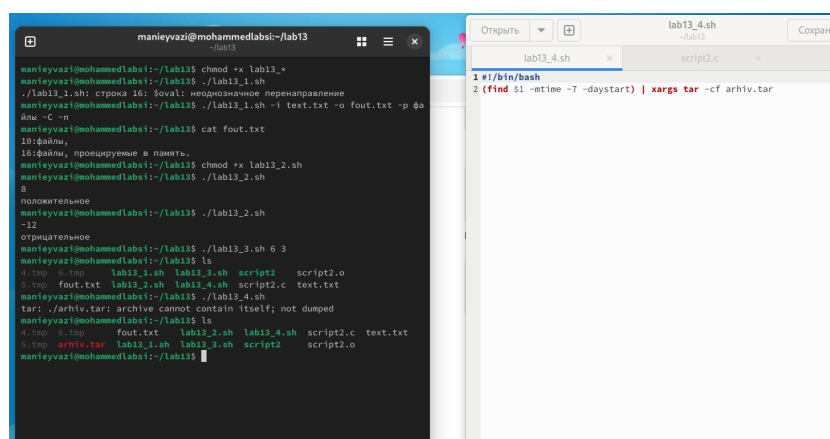 manieyvazi@mohammedlabsi:~/lab13
~/lab13
manieyvazi@mohammedlabsi:~/lab13$ chmod +x lab13_*
manieyvazi@mohammedlabsi:~/lab13$ ./lab13_1.sh
./lab13_1.sh: строка 16: $oval: неоднозначное перенаправление
manieyvazi@mohammedlabsi:~/lab13$ ./lab13_1.sh -i text.txt -o fout.txt -p фа
йлы -C -n
manieyvazi@mohammedlabsi:~/lab13$ cat fout.txt
10:файлы,
16:файлы, проецируемые в память.
manieyvazi@mohammedlabsi:~/lab13$ chmod +x lab13_2.sh
manieyvazi@mohammedlabsi:~/lab13$ ./lab13_2.sh
8
положительное
manieyvazi@mohammedlabsi:~/lab13$ ./lab13_2.sh
-12
отрицательное
manieyvazi@mohammedlabsi:~/lab13$ ./lab13_3.sh 6 3
manieyvazi@mohammedlabsi:~/lab13$ ls
4.tmp 6.tmp lab13_1.sh lab13_3.sh script2 script2.o
5.tmp fout.txt lab13_2.sh lab13_4.sh script2.c text.txt
manieyvazi@mohammedlabsi:~/lab13$ ./lab13_4.sh
tar: ./arhiv.tar: archive cannot contain itself; not dumped
manieyvazi@mohammedlabsi:~/lab13$ ls
4.tmp 6.tmp fout.txt lab13_2.sh lab13_4.sh script2.c text.txt
5.tmp arhiv.tar lab13_1.sh lab13_3.sh script2 script2.o
manieyvazi@mohammedlabsi:~/lab13$
Открыть
lab13_4.sh
~/lab13
Сохран
lab13_4.sh
script2.c
1 #!/bin/bash
2 (find $1 -mtime -7 -daystart) | xargs tar -cf arhiv.tar